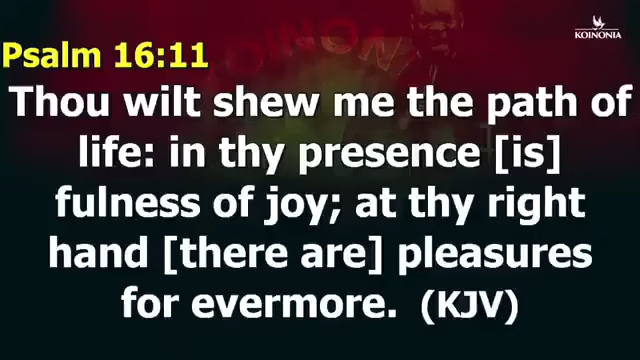 KOINONIA
KOINONIA
Psalm 16:11
Thou wilt shew me the path of
life: in thy presence [is]
fulness of joy; at thy right
hand [there are] pleasures
for evermore. (KJV)